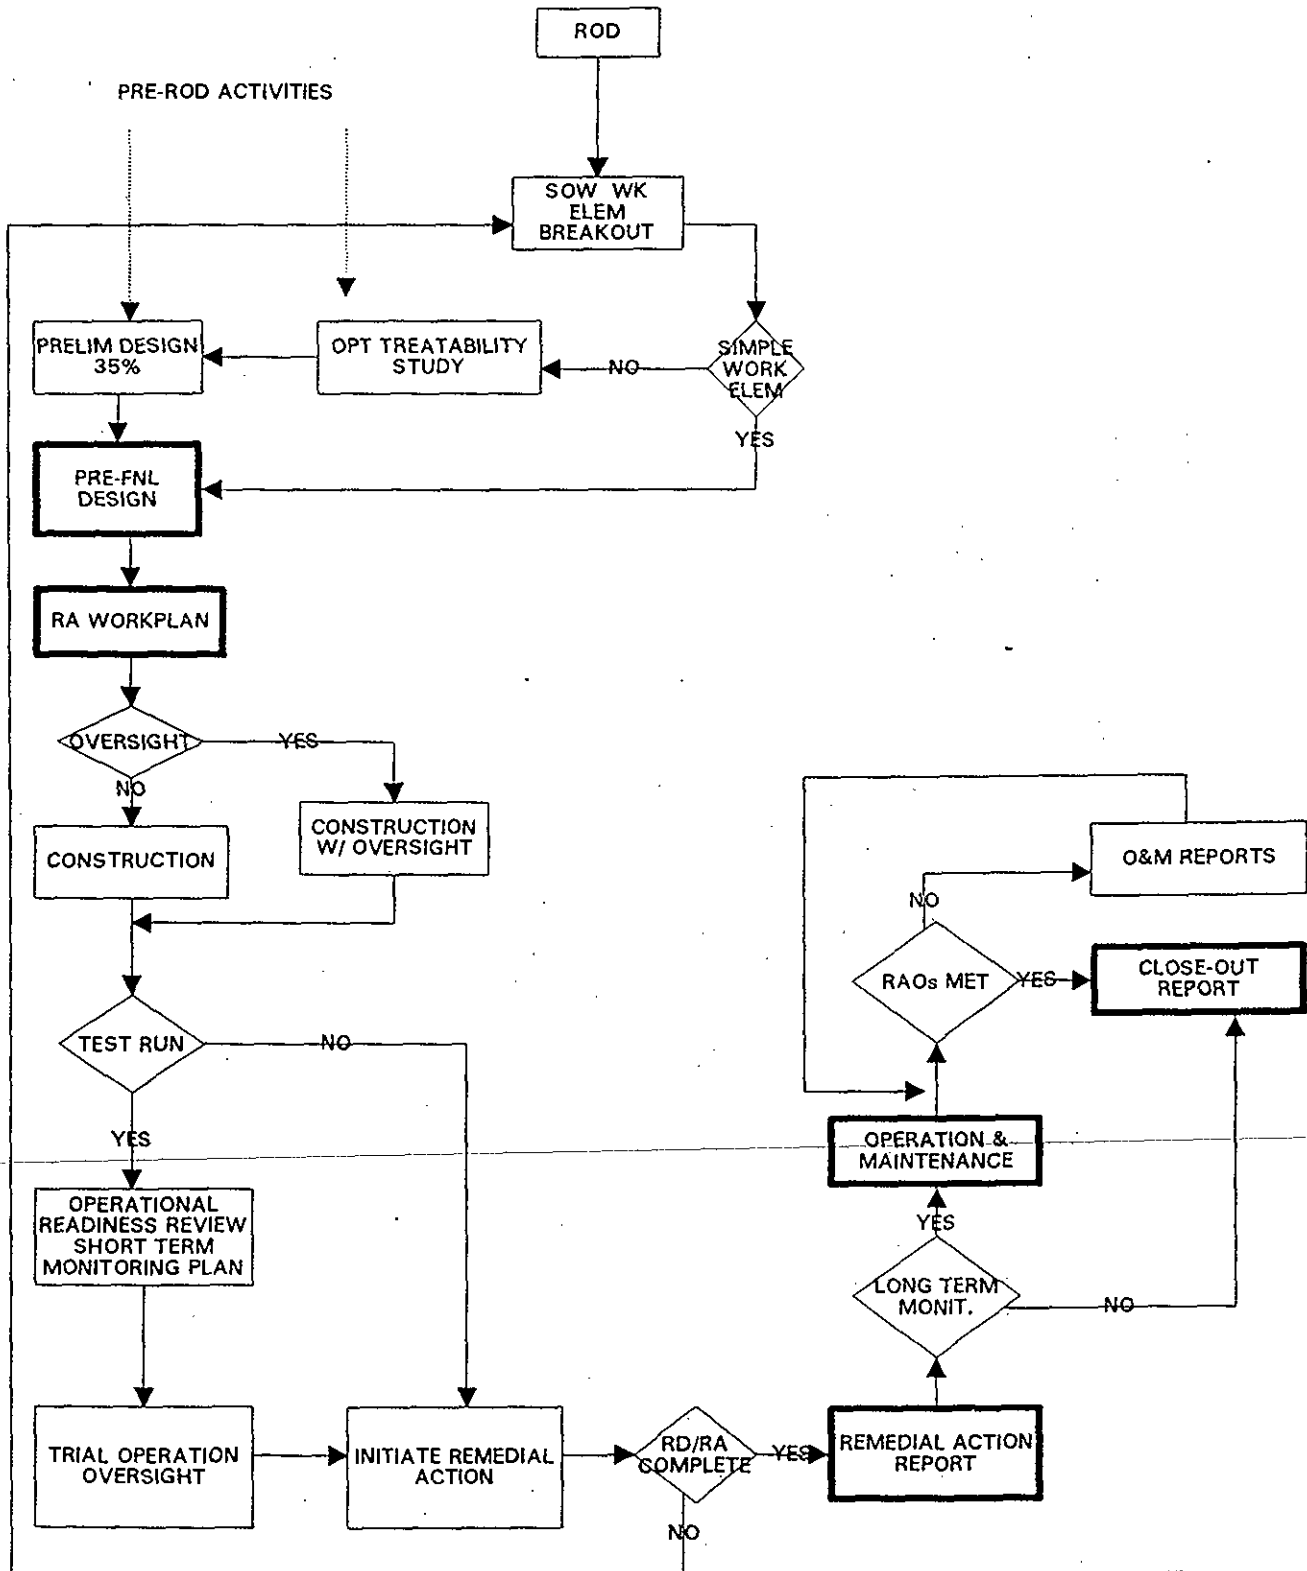 ROD
PRE-ROD ACTIVITIES
SOW WK
ELEM
BREAKOUT
PRELIM DESIGN
35%
OPT TREATABILITY
STUDY
NO
SIMPLE
WORK
ELEM
YES
PRE-FNL
DESIGN
RA WORKPLAN
OVERSIGHT
YES
NO
CONSTRUCTION
CONSTRUCTION
W/ OVERSIGHT
O&M REPORTS
NO
RAOs MET
YES
CLOSE-OUT
REPORT
TEST RUN
NO
YES
OPERATION &
MAINTENANCE
OPERATIONAL
READINESS REVIEW
SHORT TERM
MONITORING PLAN
YES
LONG TERM
MONIT.
NO
TRIAL OPERATION
OVERSIGHT
INITIATE REMEDIAL
ACTION
RD/RA
COMPLETE
YES
REMEDIAL ACTION
REPORT
NO